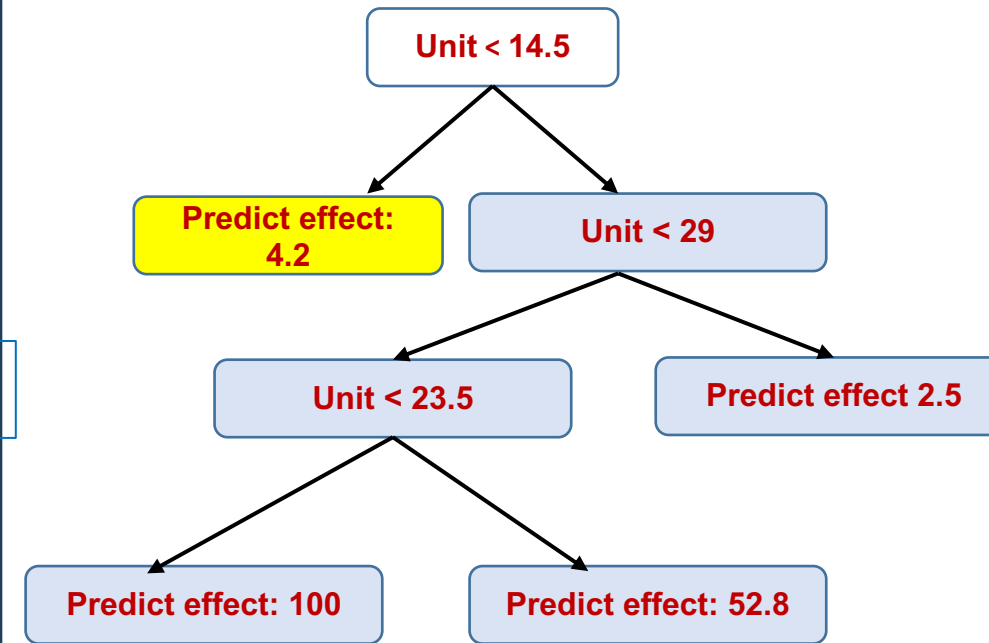 Unit < 14.5
Predict effect:
4.2
Unit < 29
Unit < 23.5
Predict effect 2.5
Predict effect: 100
Predict effect: 52.8